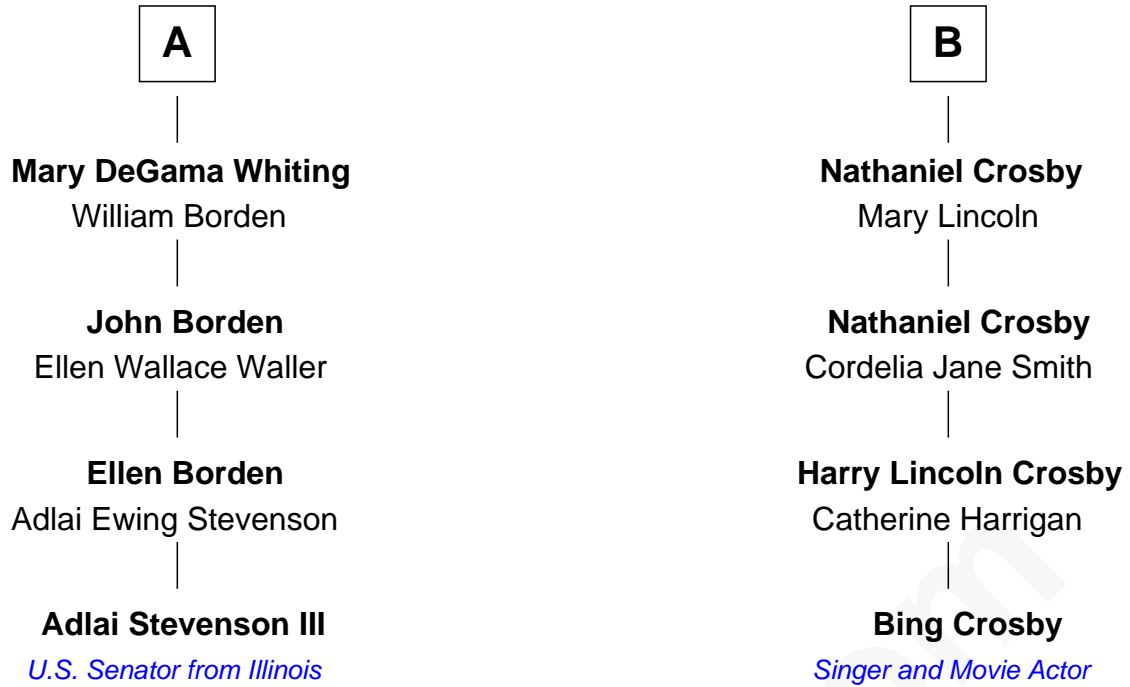 A
Mary DeGama Whiting
William Borden
John Borden
Ellen Wallace Waller
Ellen Borden
Adlai Ewing Stevenson
Adlai Stevenson III
U.S. Senator from Illinois
B
Nathaniel Crosby
Mary Lincoln
Nathaniel Crosby
Cordelia Jane Smith
Harry Lincoln Crosby
Catherine Harrigan
Bing Crosby
Singer and Movie Actor